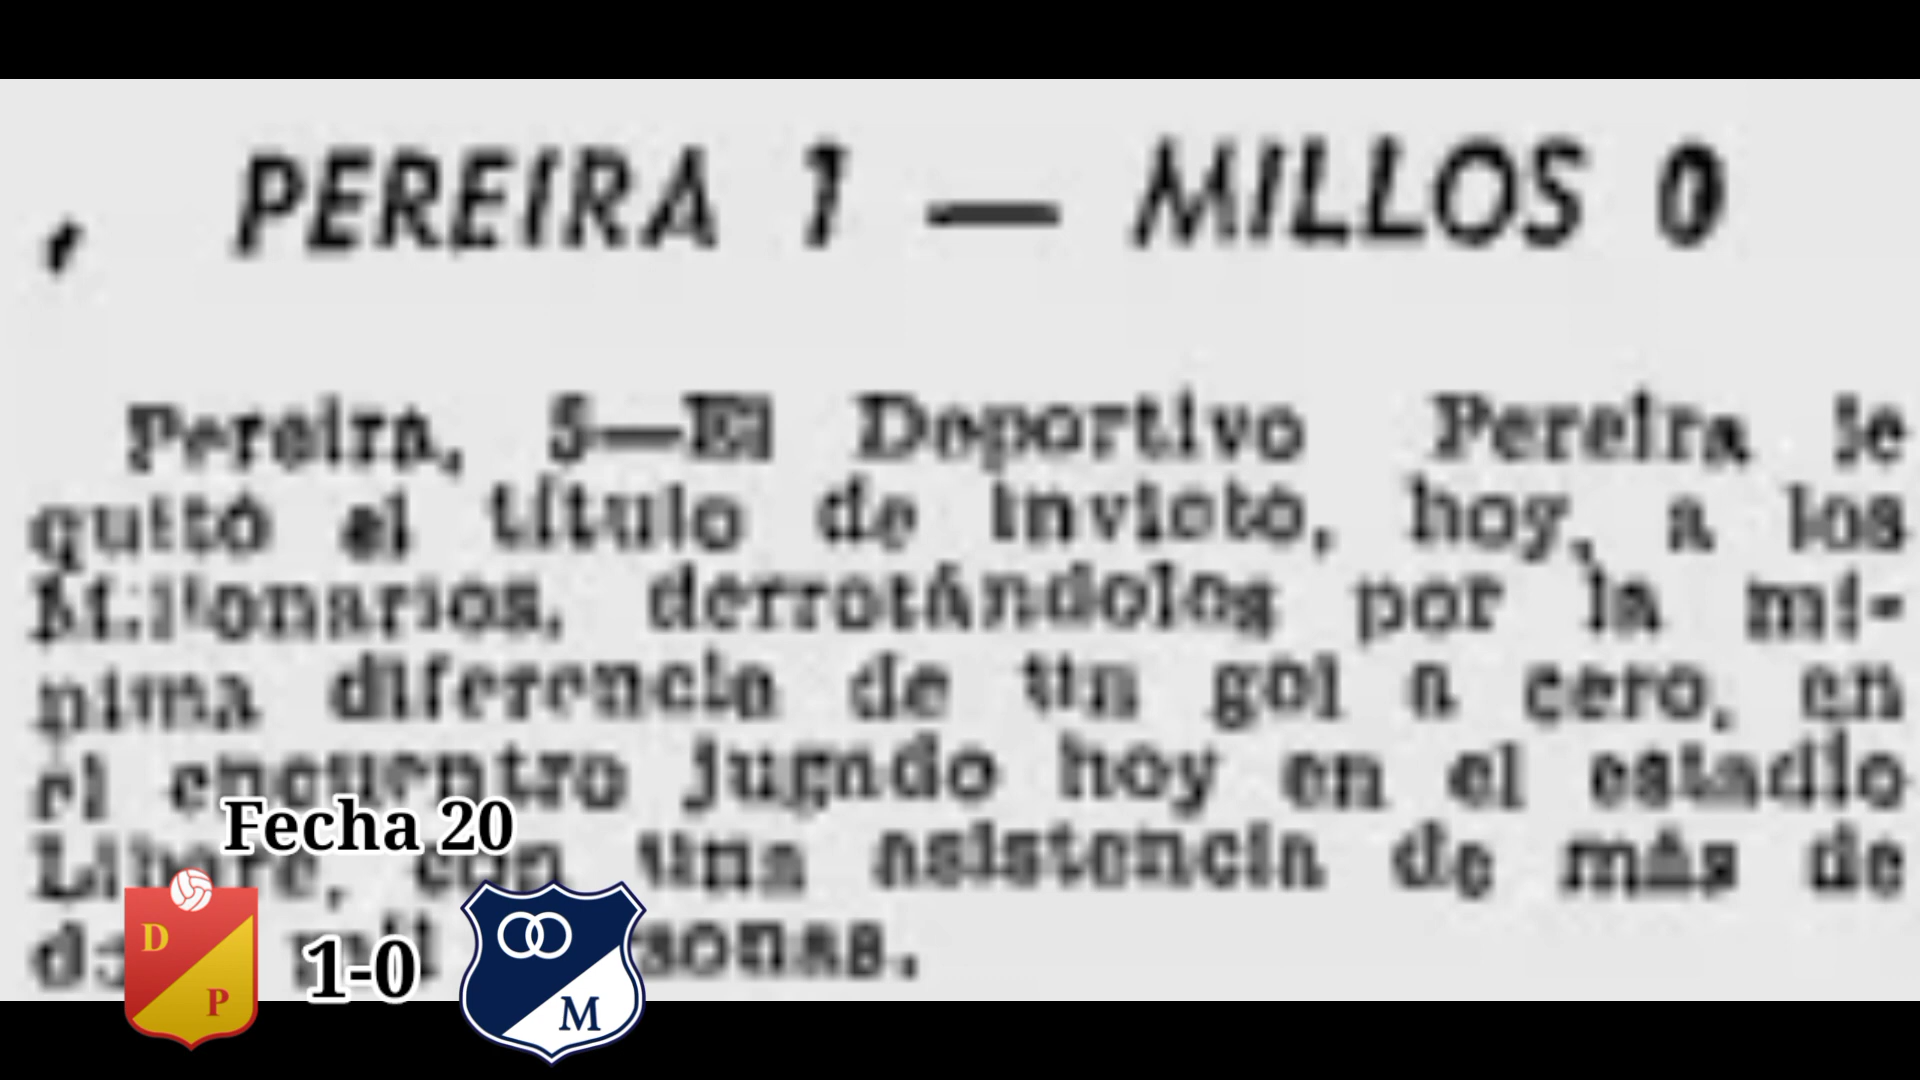 PEREIRA 1 — MILLOS 0
Pereira, 5—El Deportivo Pereira le
quitó el título de invicto, hoy, a los
Millonarios, derrotándolos por la mí-
nima diferencia de un gol a cero, en
el encuentro jugado hoy en el estadio
Libaré, con una asistencia de más de
mil
Fecha 20
D
P
1-0
M